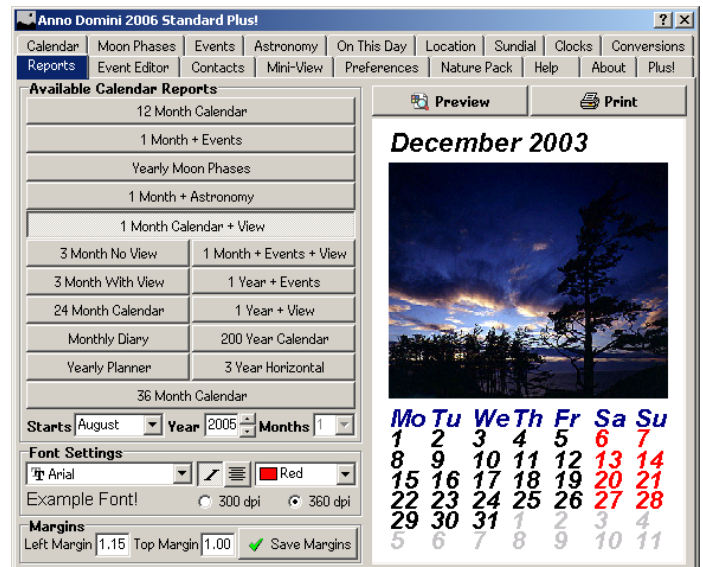 Anno Domini 2006 Standard Plus!
Calendar Moon Phases Events Astronomy On This Day Location Sundial Clocks Conversions
Reports Event Editor Contacts Mini-View Preferences Nature Pack Help About Plus!
Available Calendar Reports
12 Month Calendar
1 Month + Events
Yearly Moon Phases
1 Month + Astronomy
1 Month Calendar + View
3 Month No View 1 Month + Events + View
3 Month With View 1 Year + Events
24 Month Calendar 1 Year + View
Monthly Diary 200 Year Calendar
Yearly Planner 3 Year Horizontal
36 Month Calendar
Starts August Year 2005 Months 1
Font Settings
Arial I Red
Example Font! 300 dpi 360 dpi
Margins
Left Margin 1.15 Top Margin 1.00 Save Margins
Preview Print
December 2003
Mo Tu We Th Fr Sa Su
1 2 3 4 5 6 7
8 9 10 11 12 13 14
15 16 17 18 19 20 21
22 23 24 25 26 27 28
29 30 31 1 2 3 4
5 6 7 8 9 10 11